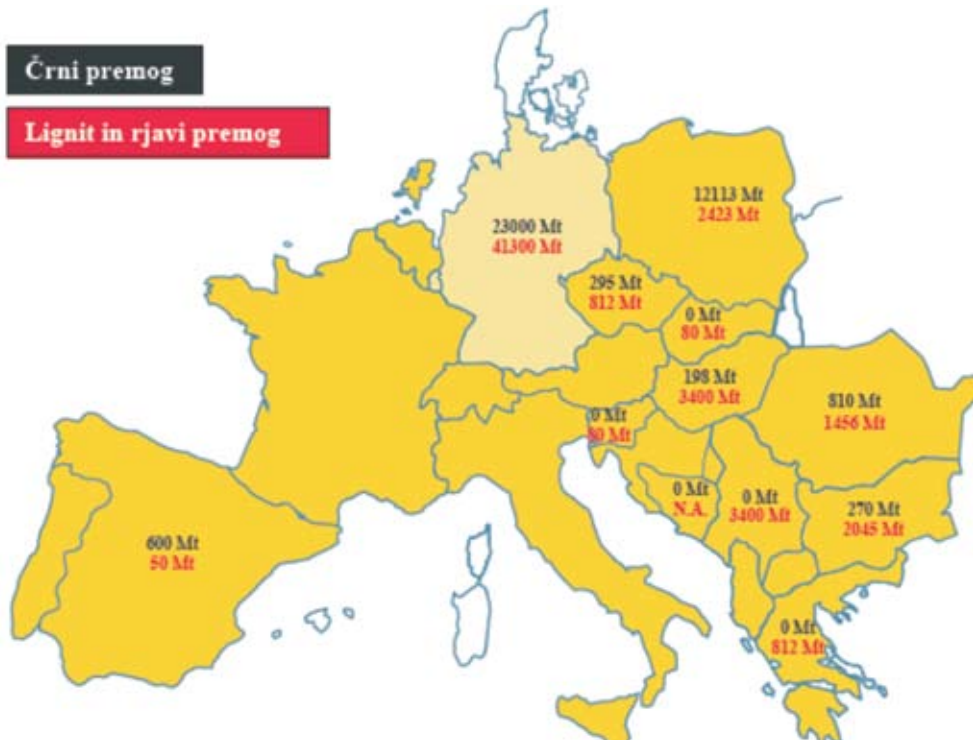 Črni premog
Lignit in rjavi premog
12113 Mt
2423 Mt
23000 Mt
41300 Mt
295 Mt
812 Mt
0 Mt
80 Mt
198 Mt
3400 Mt
810 Mt
1456 Mt
0 Mt
80 Mt
0 Mt
N.A.
0 Mt
3400 Mt
270 Mt
2045 Mt
600 Mt
50 Mt
0 Mt
812 Mt